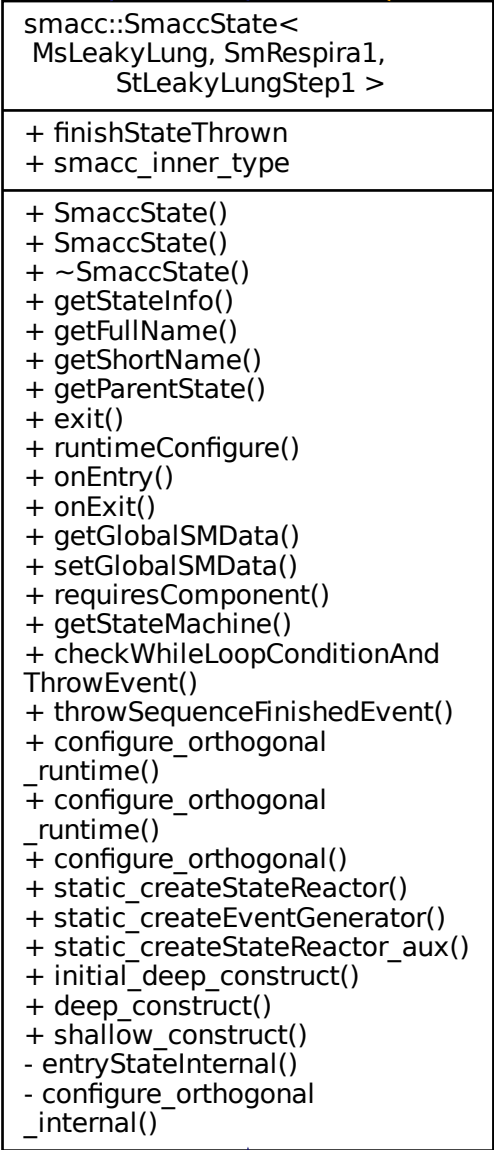 smacc::SmaccState<
MsLeakyLung, SmRespira1,
StLeakyLungStep1 >
+ finishStateThrown
+ smacc_inner_type
+ SmaccState()
+ SmaccState()
+ ~SmaccState()
+ getStateInfo()
+ getFullName()
+ getShortName()
+ getParentState()
+ exit()
+ runtimeConfigure()
+ onEntry()
+ onExit()
+ getGlobalSMData()
+ setGlobalSMData()
+ requiresComponent()
+ getStateMachine()
+ checkWhileLoopConditionAnd
ThrowEvent()
+ throwSequenceFinishedEvent()
+ configure_orthogonal
_runtime()
+ configure_orthogonal
_runtime()
+ configure_orthogonal()
+ static_createStateReactor()
+ static_createEventGenerator()
+ static_createStateReactor_aux()
+ initial_deep_construct()
+ deep_construct()
+ shallow_construct()
- entryStateInternal()
- configure_orthogonal
_internal()